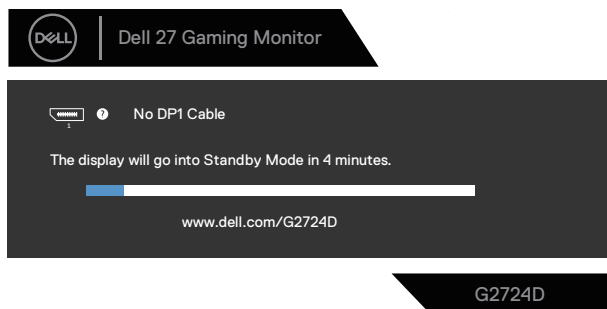 DELL
Dell 27 Gaming Monitor
? No DP1 Cable
1
The display will go into Standby Mode in 4 minutes.
www.dell.com/G2724D
G2724D